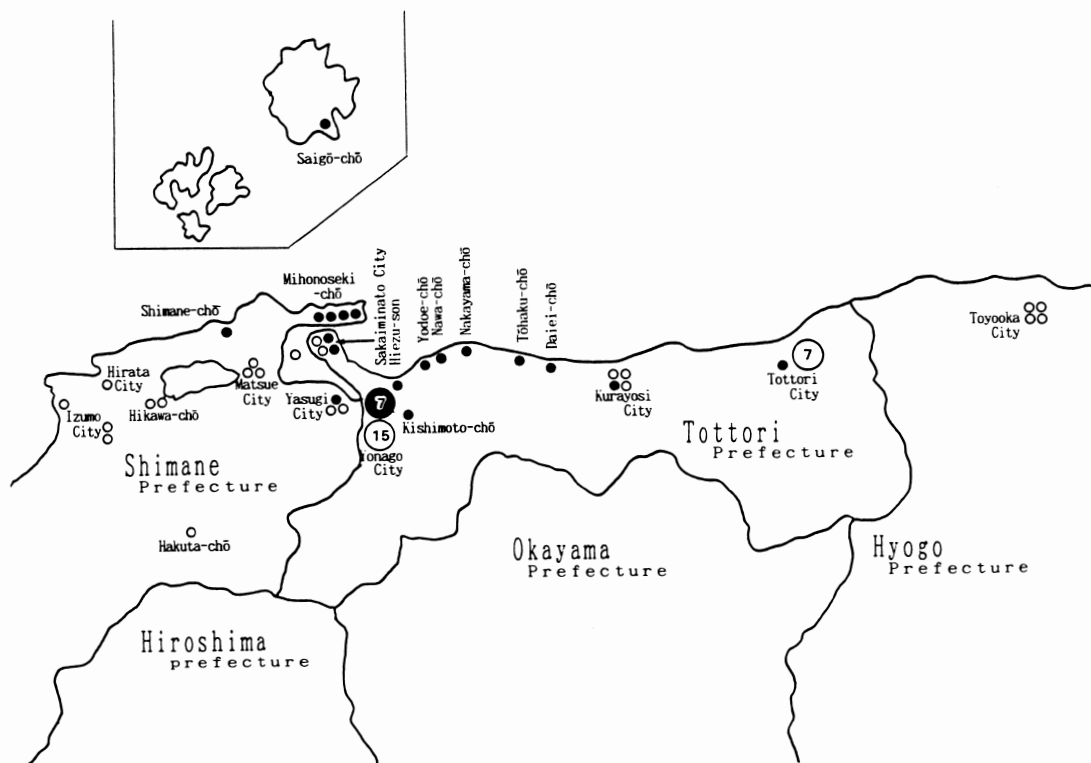 Saigō-chō
Mihonoseki
-chō
Shimane-chō
Sakaiminato City
Hiezu-son
Yodoe-chō
Nawa-chō
Nakayama-chō
Tōhaku-chō
Daiei-chō
Toyooka
City
Hirata
City
Matsue
City
Izumo
City
Hikawa-chō
Yasugi
City
7
15
Yonago
City
Kishimoto-chō
Kurayosi
City
7
Tottori
City
Shimane
Prefecture
Tottori
Prefecture
Hakuta-chō
Okayama
Prefecture
Hyogo
Prefecture
Hiroshima
prefecture